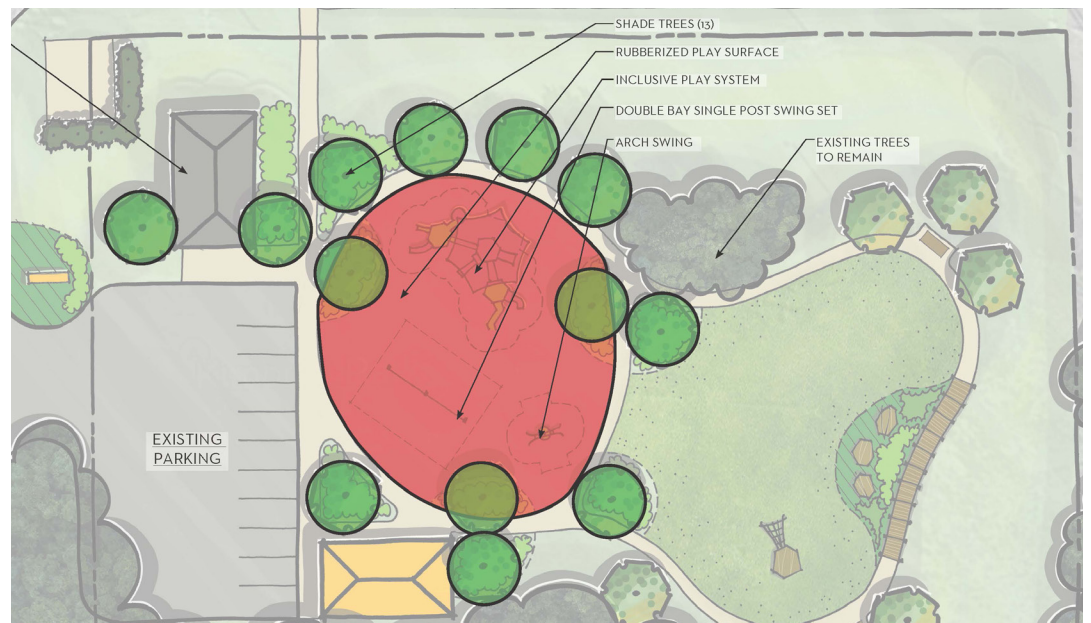 SHADE TREES (13)
RUBBERIZED PLAY SURFACE
INCLUSIVE PLAY SYSTEM
DOUBLE BAY SINGLE POST SWING SET
ARCH SWING
EXISTING TREES
TO REMAIN
EXISTING
PARKING